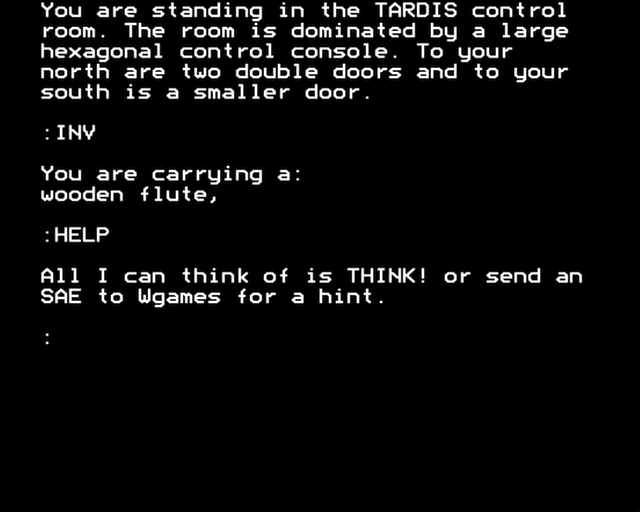 You are standing in the TARDIS control
room. The room is dominated by a large
hexagonal control console. To your
north are two double doors and to your
south is a smaller door.
:INV
You are carrying a:
wooden flute,
:HELP
All I can think of is THINK! or send an
SAE to Wgames for a hint.
: